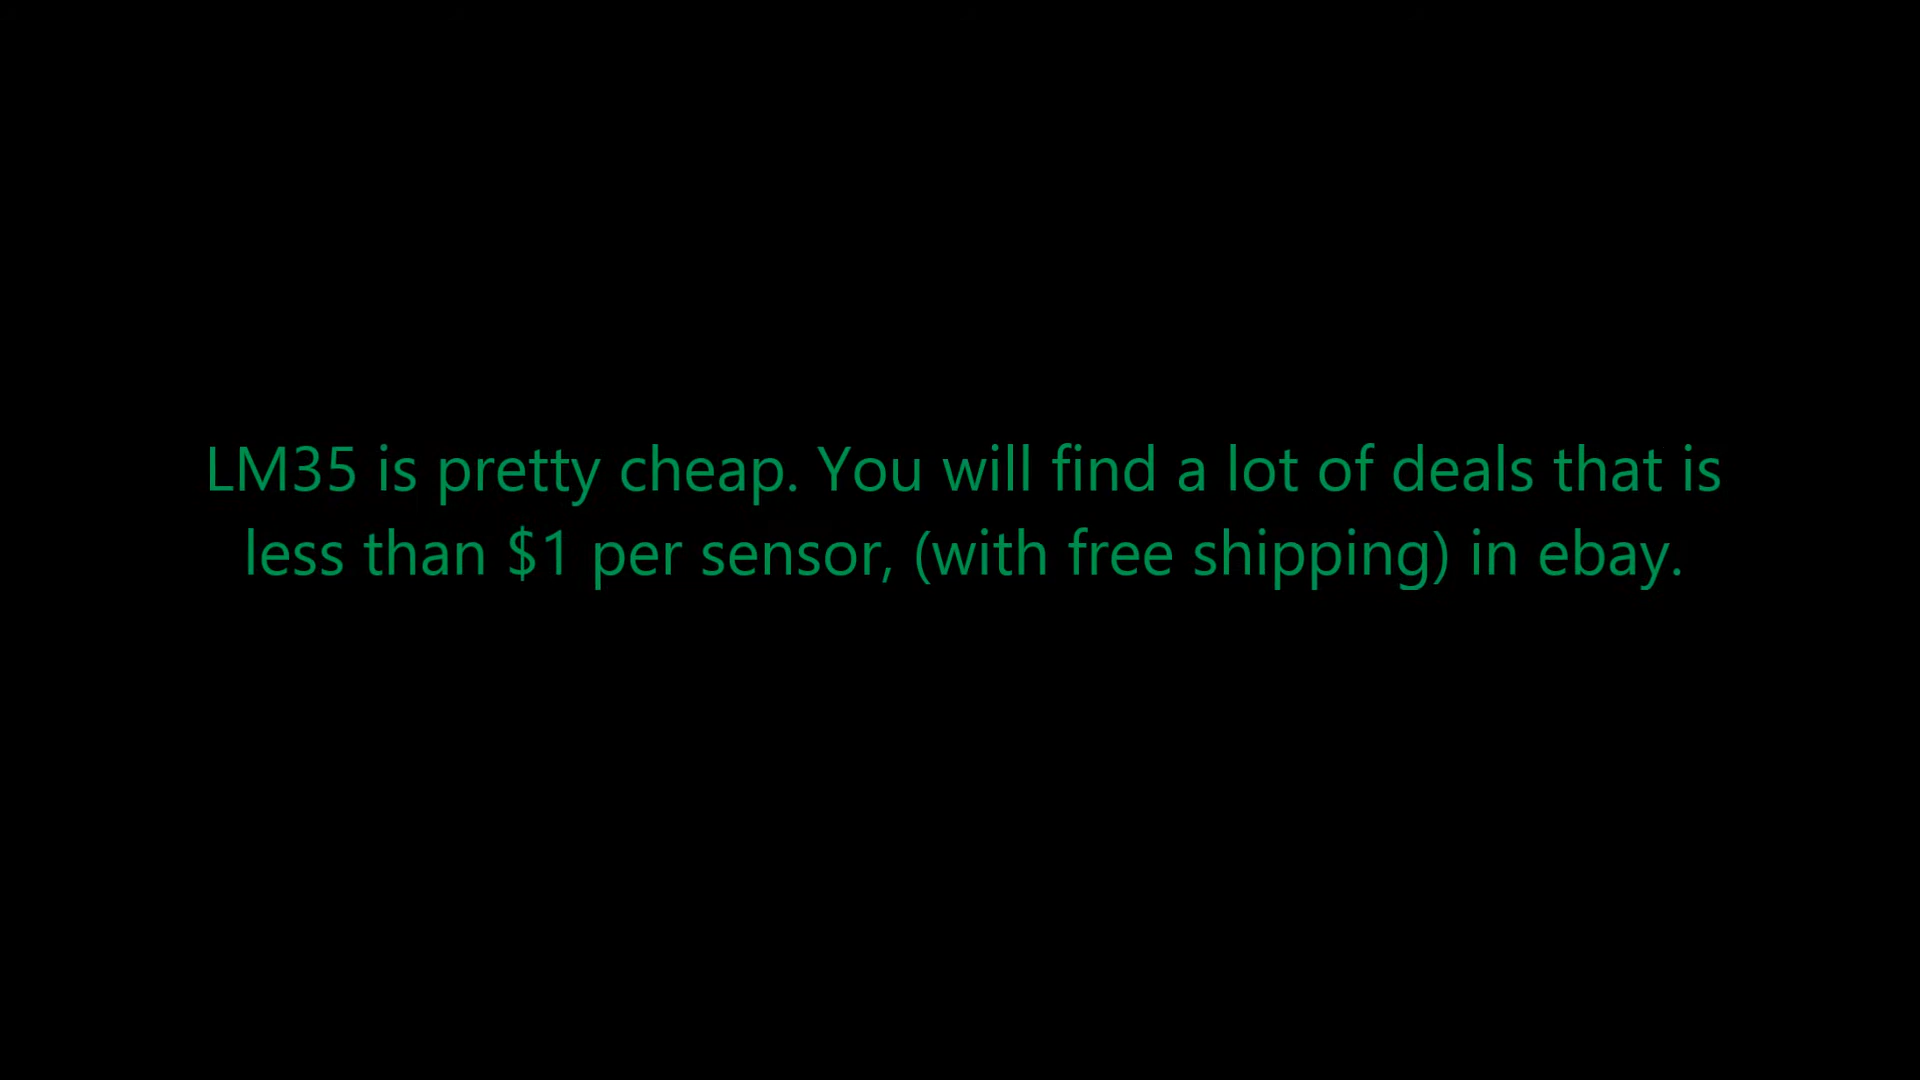 LM35 is pretty cheap. You will find a lot of deals that is
less than $1 per sensor, (with free shipping) in ebay.